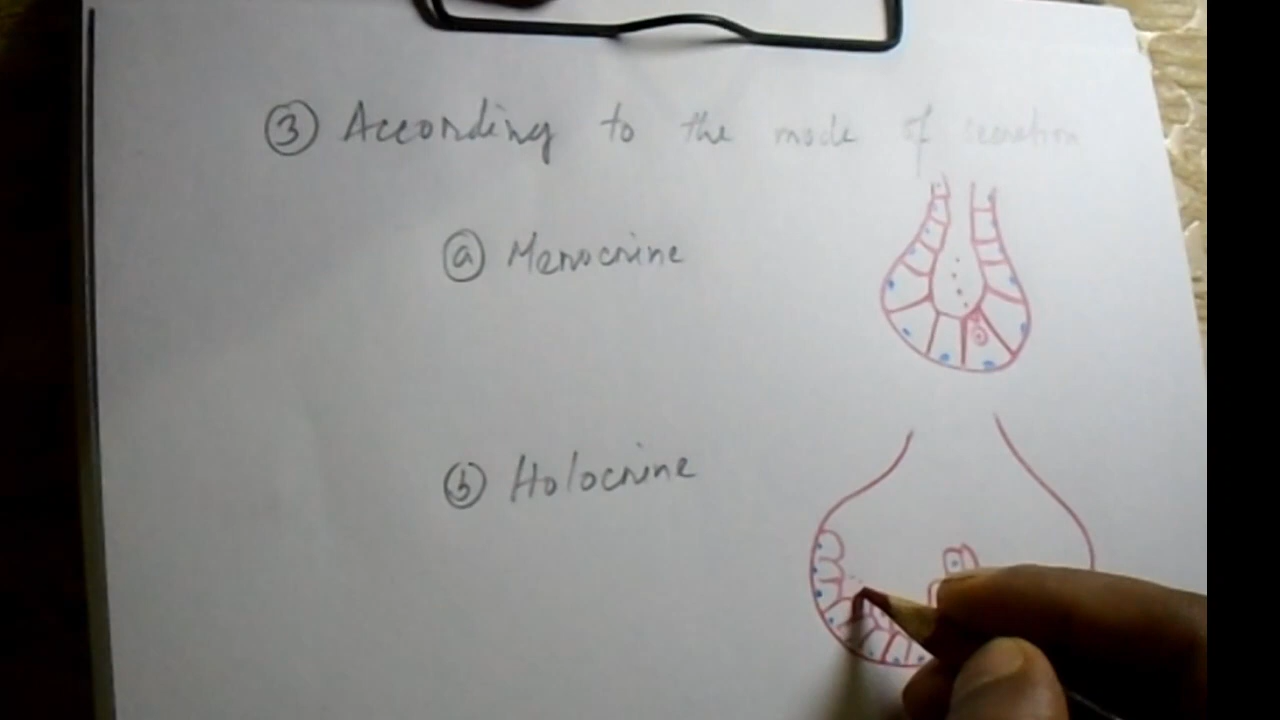 ③ According to the mode of secretion
ⓐ Merocrine
ⓑ Holocrine